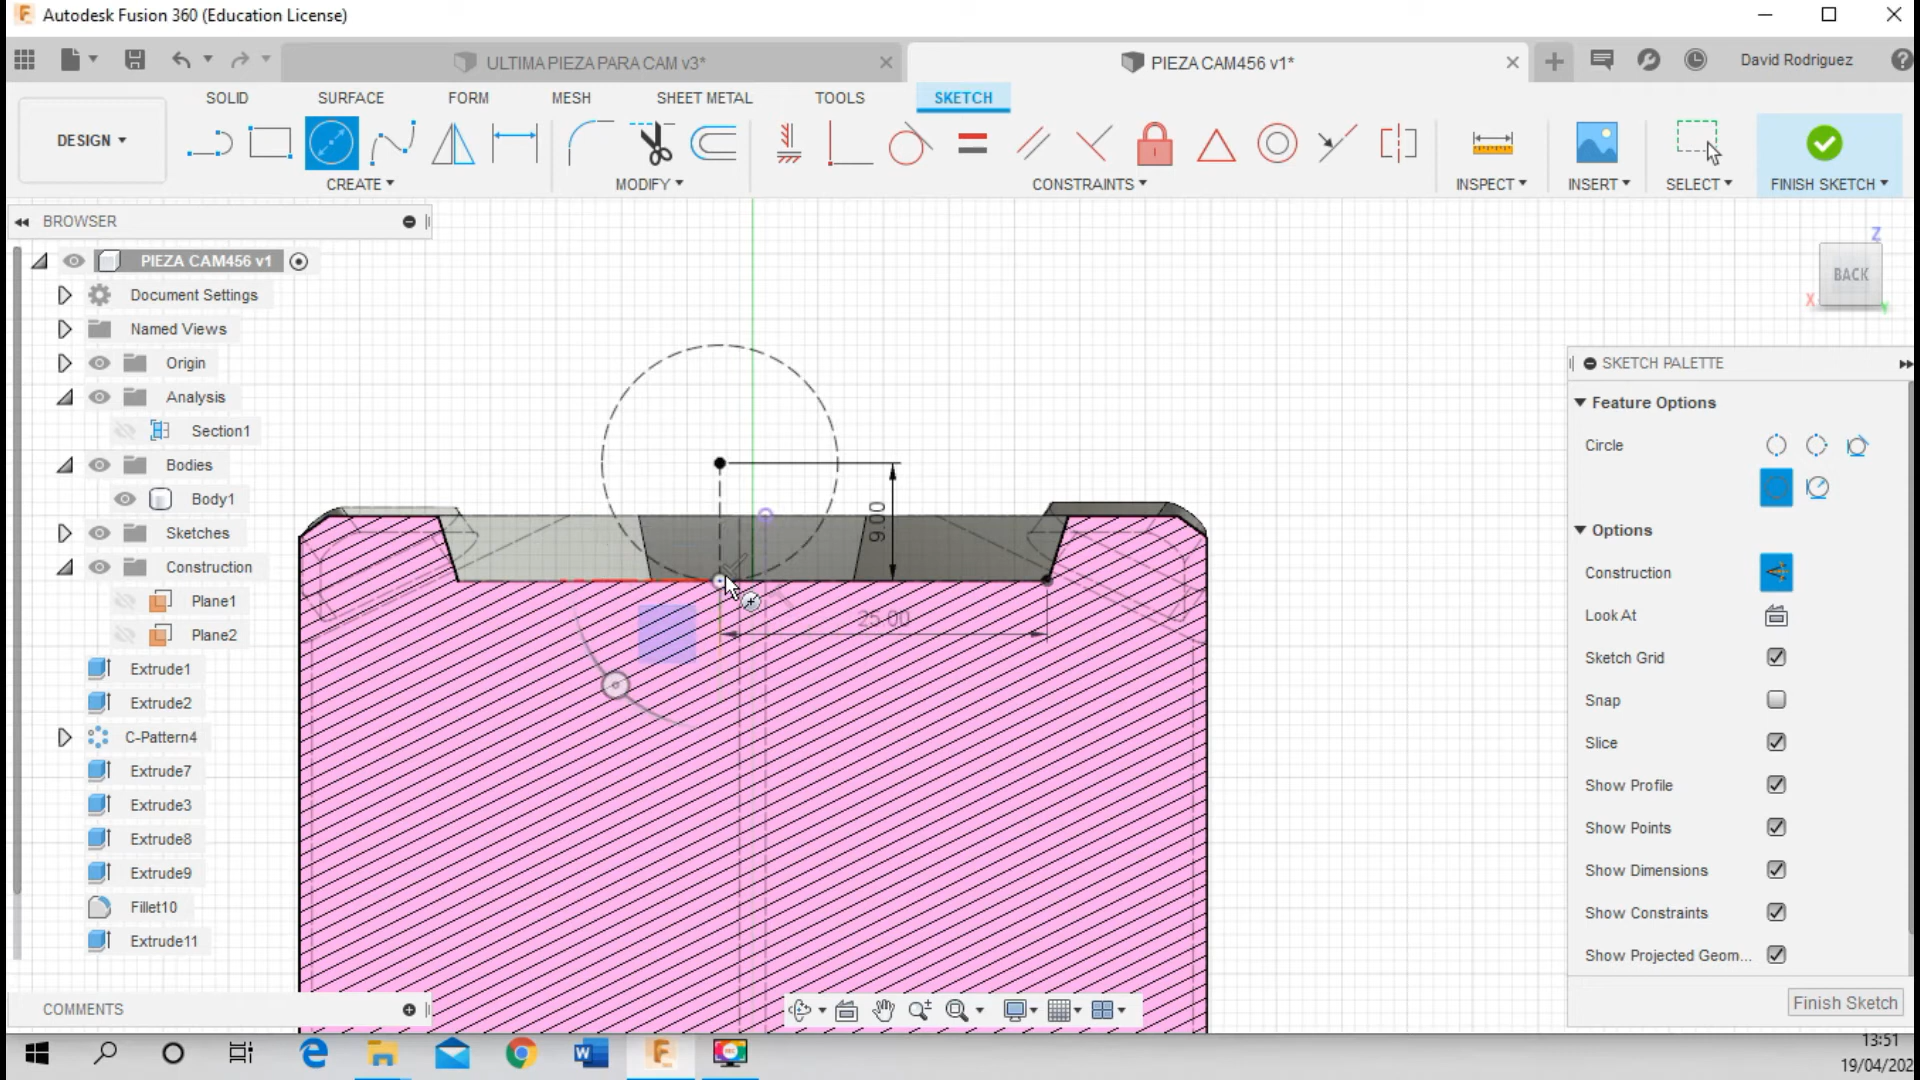 Autodesk Fusion 360 (Education License)
ULTIMA PIEZA PARA CAM v3*
PIEZA CAM456 v1*
David Rodriguez
SOLID SURFACE FORM MESH SHEET METAL TOOLS SKETCH
DESIGN
CREATE MODIFY CONSTRAINTS INSPECT INSERT SELECT FINISH SKETCH
BROWSER
PIEZA CAM456 v1
Document Settings
Named Views
Origin
Analysis
Section1
Bodies
Body1
Sketches
Construction
Plane1
Plane2
Extrude1
Extrude2
C-Pattern4
Extrude7
Extrude3
Extrude8
Extrude9
Fillet10
Extrude11
COMMENTS
9.00
25.00
Z
BACK
X
Y
SKETCH PALETTE
Feature Options
Circle
Options
Construction
Look At
Sketch Grid
Snap
Slice
Show Profile
Show Points
Show Dimensions
Show Constraints
Show Projected Geom...
Finish Sketch
13:51
19/04/202